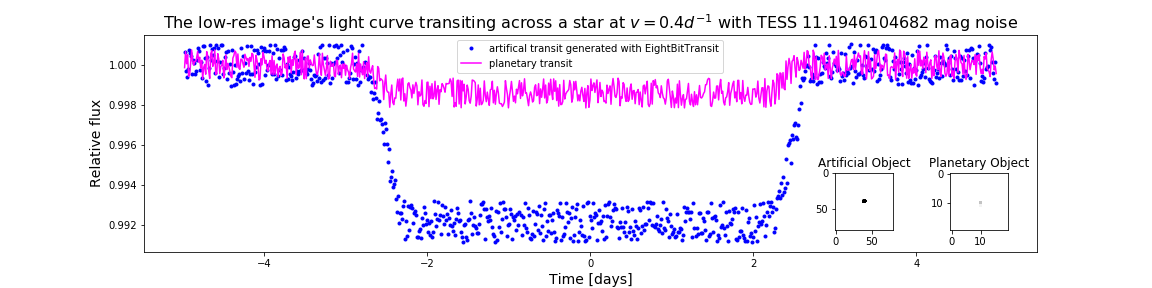 The low-res image's light curve transiting across a star at v = 0.4d⁻¹ with TESS 11.1946104682 mag noise
artifical transit generated with EightBitTransit
planetary transit
Relative flux
1.000
0.998
0.996
0.994
0.992
Artificial Object
0
50
0
50
Planetary Object
0
10
0
10
−4
−2
0
2
4
Time [days]